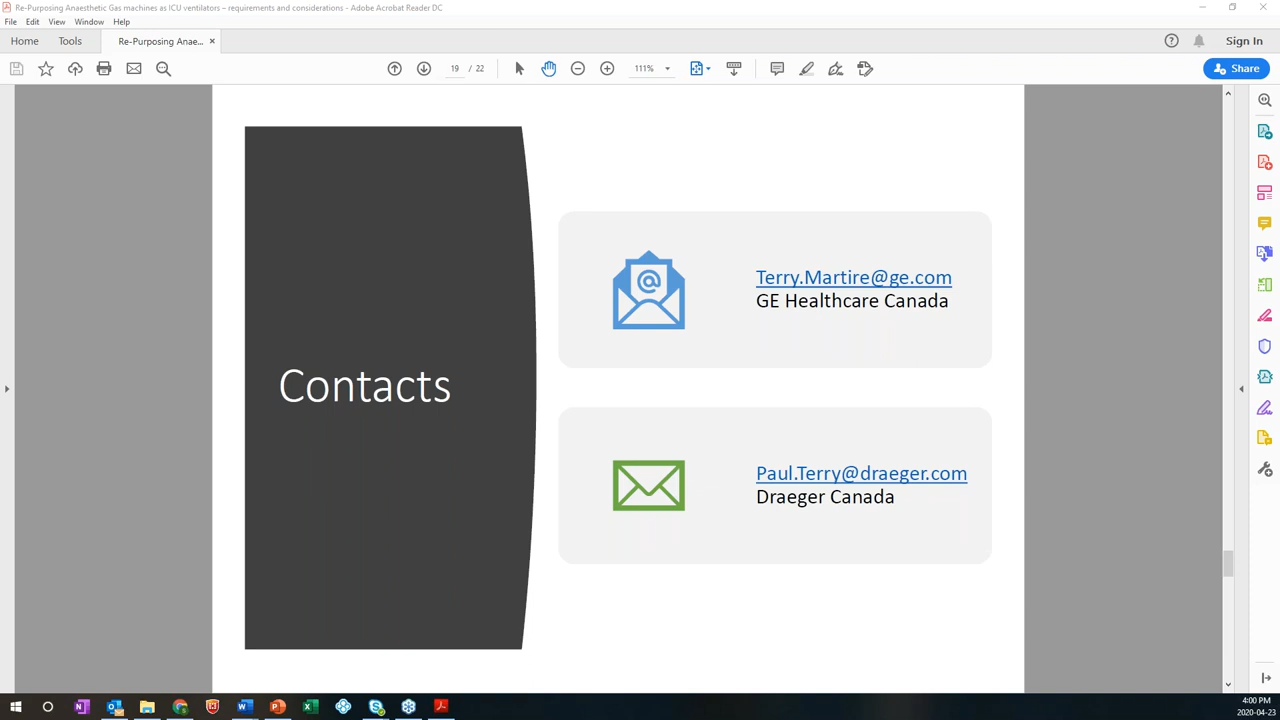 Re-Purposing Anaesthetic Gas machines as ICU ventilators – requirements and considerations - Adobe Acrobat Reader DC
File Edit View Window Help
Home Tools Re-Purposing Anae... × Sign In
19 / 22 111% Share
Terry.Martire@ge.com
GE Healthcare Canada
Contacts
Paul.Terry@draeger.com
Draeger Canada
4:00 PM
2020-04-23